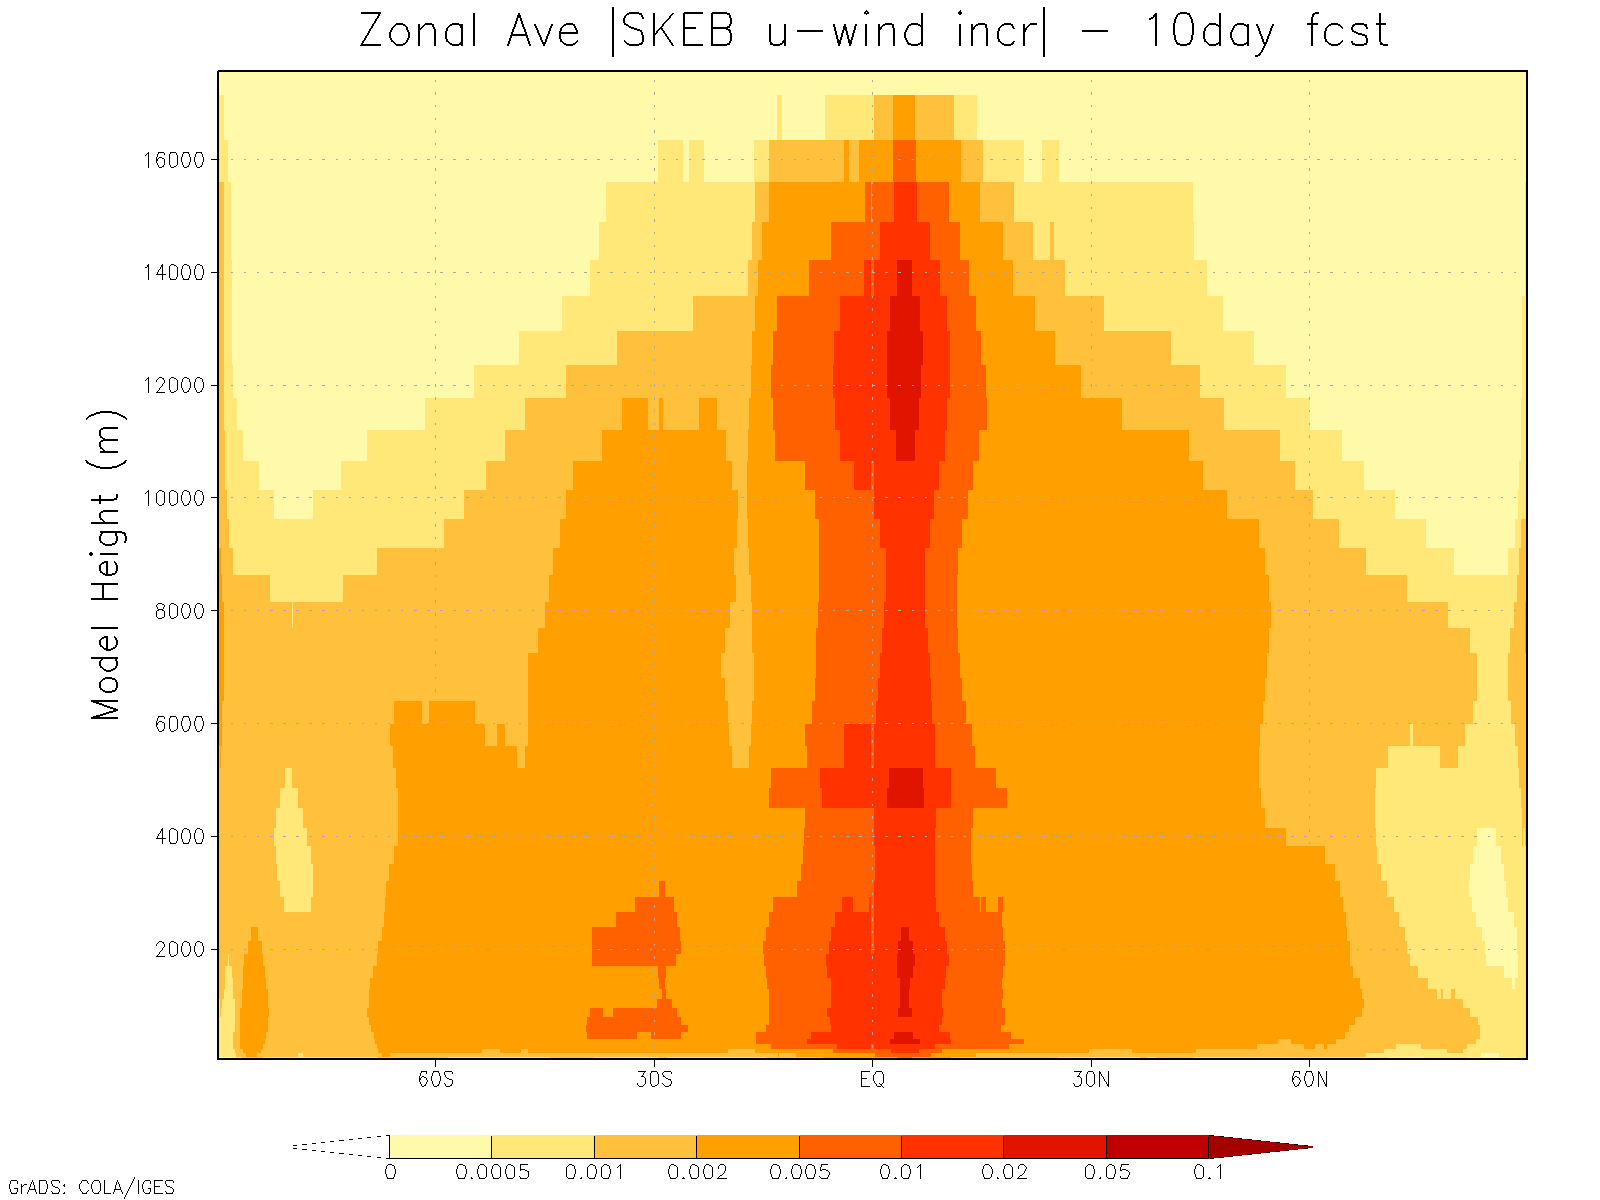 Zonal Ave |SKEB u-wind incr| - 10day fcst
Model Height (m)
16000
14000
12000
10000
8000
6000
4000
2000
60S 30S EQ 30N 60N
0 0.0005 0.001 0.002 0.005 0.01 0.02 0.05 0.1
GrADS: COLA/IGES